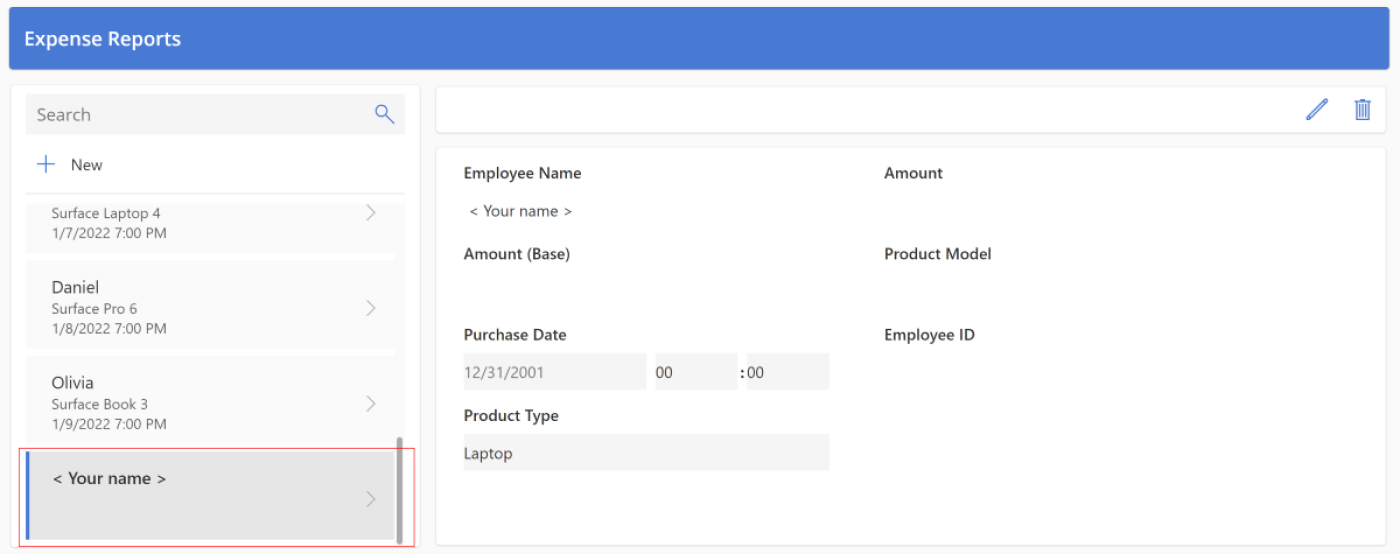 Expense Reports
Search
New
Surface Laptop 4
1/7/2022 7:00 PM
Daniel
Surface Pro 6
1/8/2022 7:00 PM
Olivia
Surface Book 3
1/9/2022 7:00 PM
< Your name >
Employee Name
Amount
< Your name >
Amount (Base)
Product Model
Purchase Date
Employee ID
12/31/2001 00 :00
Product Type
Laptop